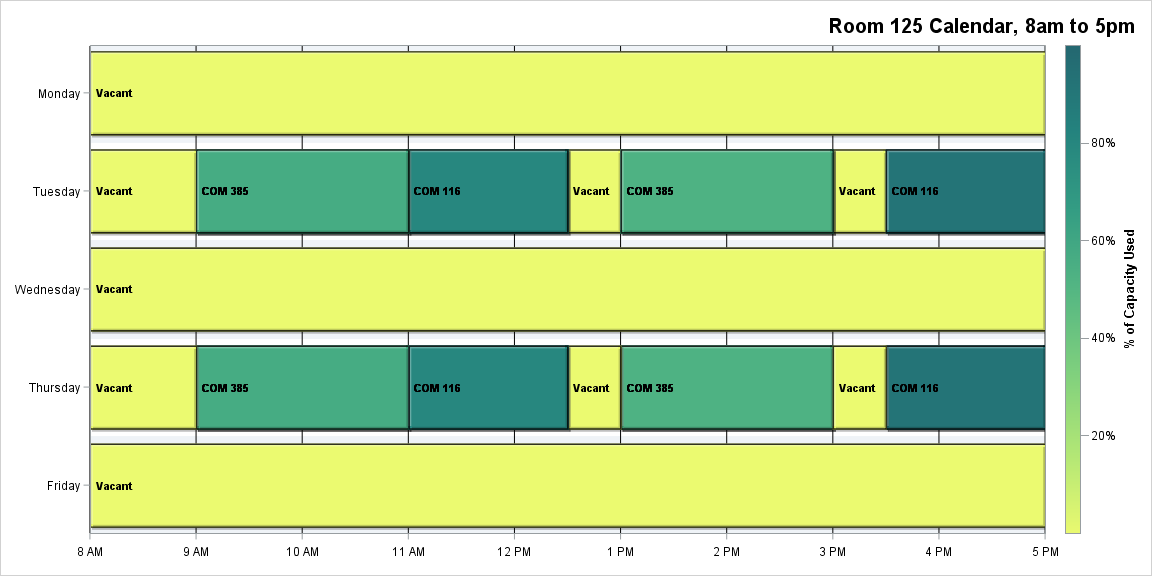 Room 125 Calendar, 8am to 5pm
Monday
Vacant
Tuesday
Vacant
COM 385
COM 116
Vacant
COM 385
Vacant
COM 116
Wednesday
Vacant
Thursday
Vacant
COM 385
COM 116
Vacant
COM 385
Vacant
COM 116
Friday
Vacant
8 AM
9 AM
10 AM
11 AM
12 PM
1 PM
2 PM
3 PM
4 PM
5 PM
80%
60%
40%
20%
% of Capacity Used